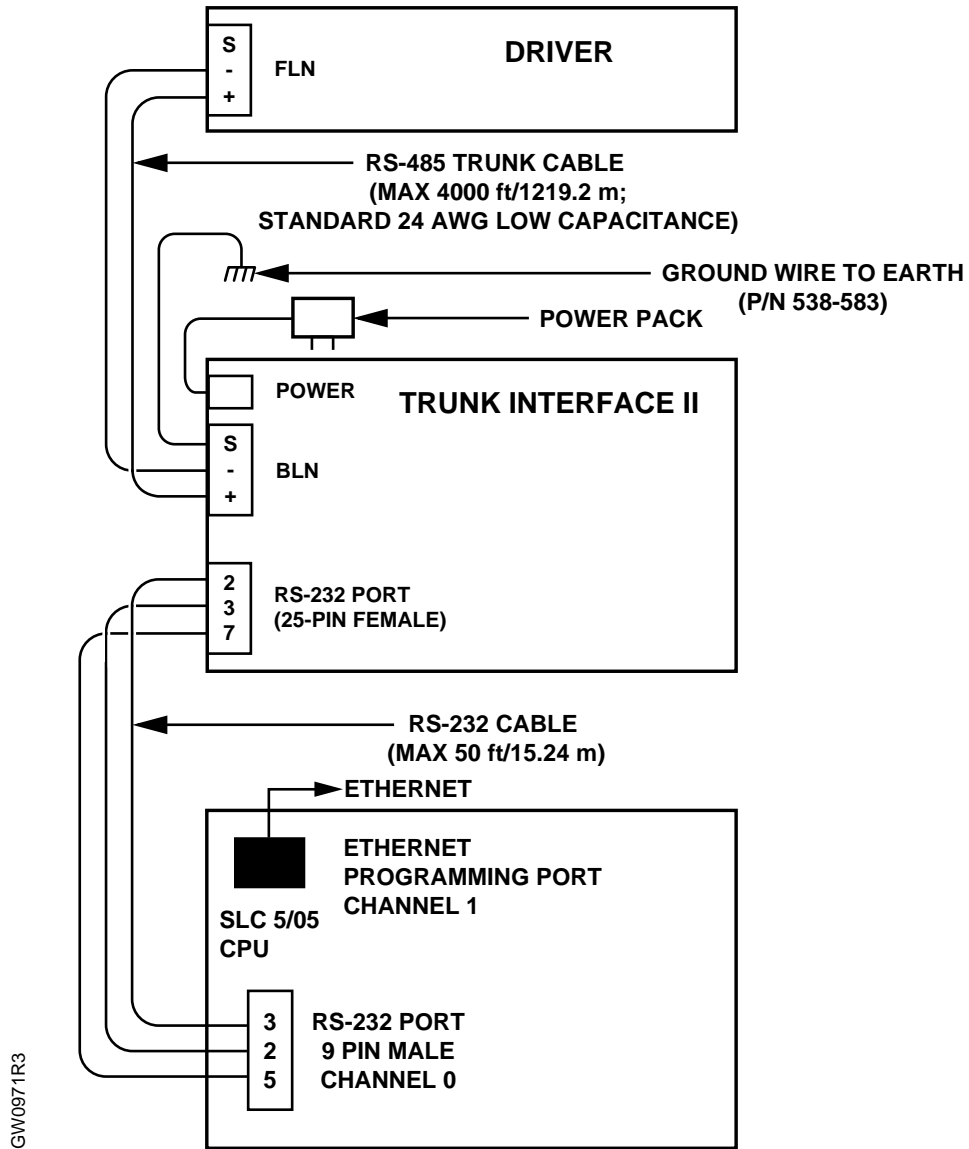 S
-
+
FLN
DRIVER
RS-485 TRUNK CABLE
(MAX 4000 ft/1219.2 m;
STANDARD 24 AWG LOW CAPACITANCE)
GROUND WIRE TO EARTH
(P/N 538-583)
POWER PACK
POWER
TRUNK INTERFACE II
S
-
+
BLN
2
3
7
RS-232 PORT
(25-PIN FEMALE)
RS-232 CABLE
(MAX 50 ft/15.24 m)
ETHERNET
ETHERNET
PROGRAMMING PORT
CHANNEL 1
SLC 5/05
CPU
3
2
5
RS-232 PORT
9 PIN MALE
CHANNEL 0
GW0971R3